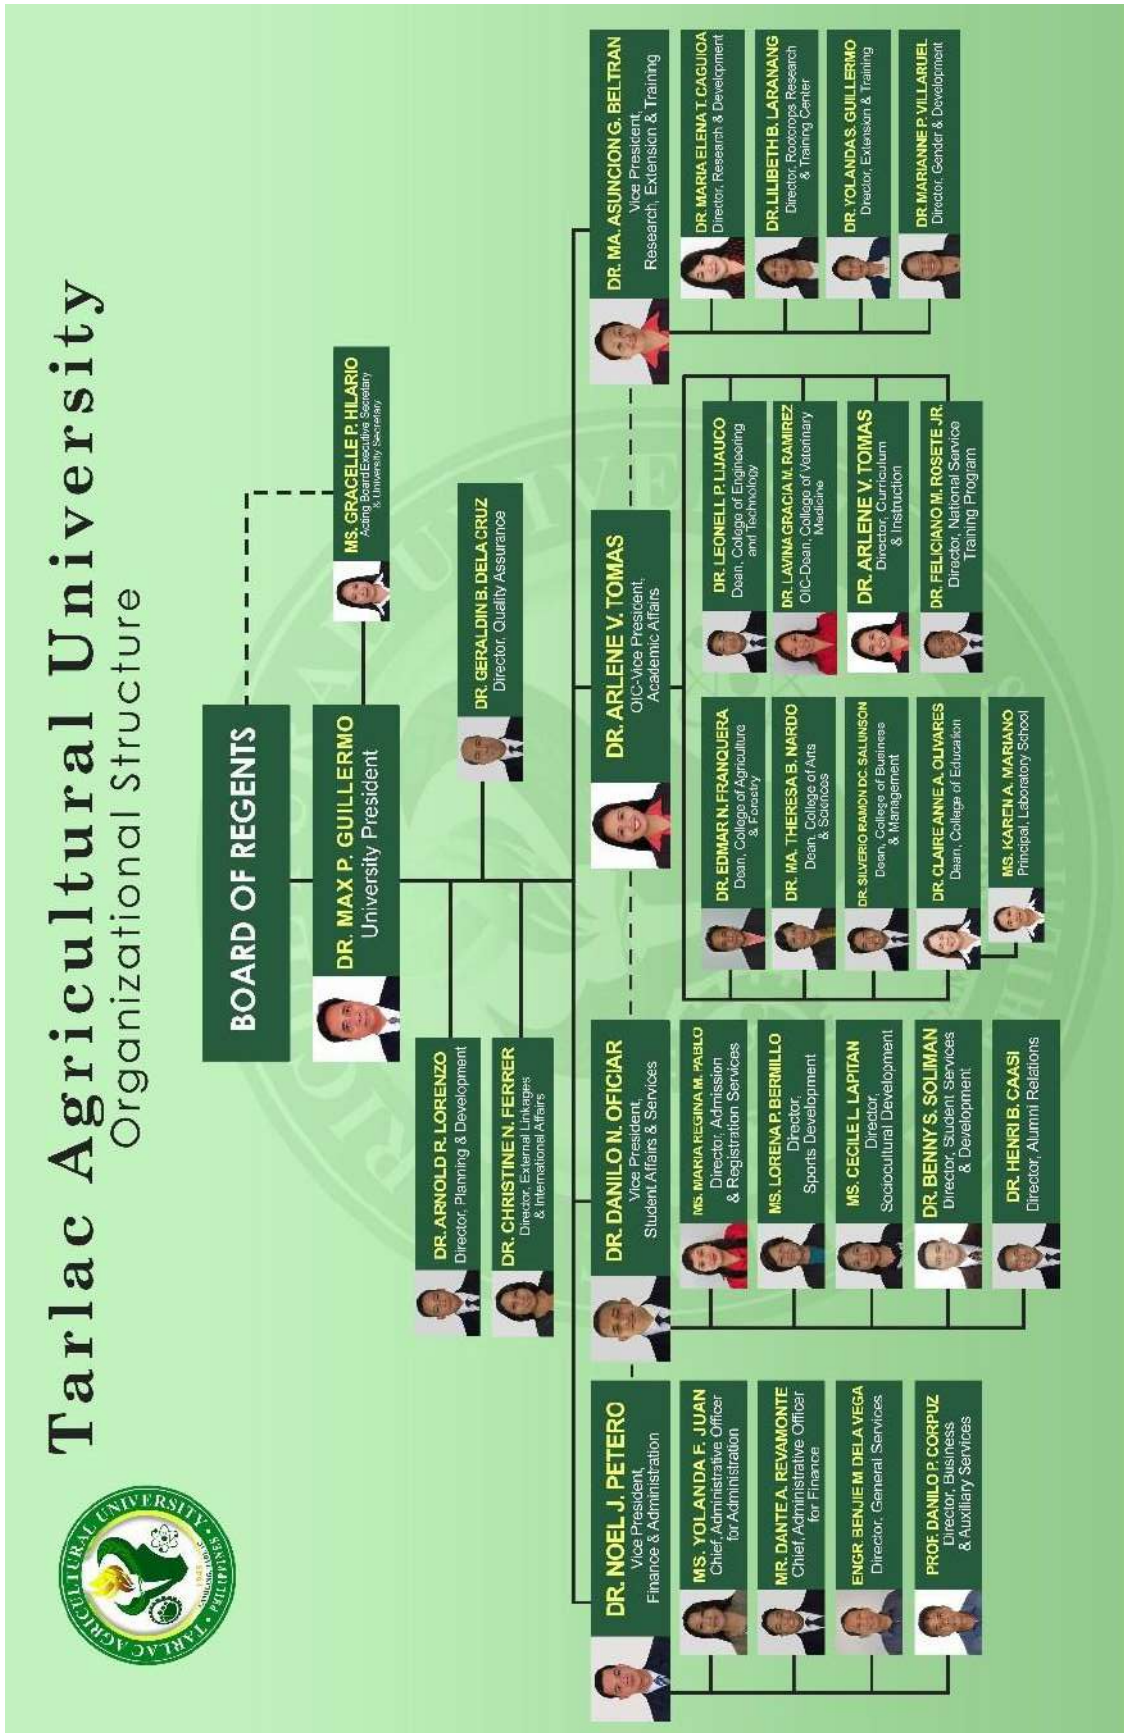 Tarlac Agricultural University
Organizational Structure
TARLAC AGRICULTURAL UNIVERSITY
PHILIPPINES
1945
CAMILING, TARLAC
BOARD OF REGENTS
DR. MAX P. GUILLERMO
University President
MS. GRACELLE P. HILARIO
Acting Board Executive Secretary
& University Secretary
DR. ARNOLD R. LORENZO
Director, Planning & Development
DR. CHRISTINE N. FERRER
Director, External Linkages
& International Affairs
DR. GERALDIN B. DELA CRUZ
Director, Quality Assurance
DR. NOEL J. PETERO
Vice President,
Finance & Administration
MS. YOLANDA F. JUAN
Chief, Administrative Officer
for Administration
MR. DANTE A. REVAMONTE
Chief, Administrative Officer
for Finance
ENGR. BENJIE M. DELA VEGA
Director, General Services
PROF. DANILO P. CORPUZ
Director, Business
& Auxiliary Services
DR. DANILO N. OFICIAR
Vice President,
Student Affairs & Services
MS. MARIA REGINA M. PABLO
Director, Admission
& Registration Services
MS. LORENA P. BERMILLO
Director,
Sports Development
MS. CECILE L. LAPITAN
Director,
Sociocultural Development
DR. BENNY S. SOLIMAN
Director, Student Services
& Development
DR. HENRI B. CAASI
Director, Alumni Relations
DR. ARLENE V. TOMAS
OIC-Vice President,
Academic Affairs
DR. EDMAR N. FRANQUERA
Dean, College of Agriculture
& Forestry
DR. MA. THERESA B. NARDO
Dean, College of Arts
& Sciences
DR. SILVERIO RAMON DC. SALUNSON
Dean, College of Business
& Management
DR. CLAIRE ANNE A. OLIVARES
Dean, College of Education
MS. KAREN A. MARIANO
Principal, Laboratory School
DR. LEONELL P. LIJAUCO
Dean, College of Engineering
and Technology
DR. LAVINA GRACIA M. RAMIREZ
OIC-Dean, College of Veterinary
Medicine
DR. ARLENE V. TOMAS
Director, Curriculum
& Instruction
DR. FELICIANO M. ROSETE JR.
Director, National Service
Training Program
DR. MA. ASUNCION G. BELTRAN
Vice President,
Research, Extension & Training
DR. MARIA ELENA T. CAGUIOA
Director, Research & Development
DR. LILIBETH B. LARANANG
Director, Rootcrops Research
& Training Center
DR. YOLANDA S. GUILLERMO
Director, Extension & Training
DR. MARIANNE P. VILLARUEL
Director, Gender & Development